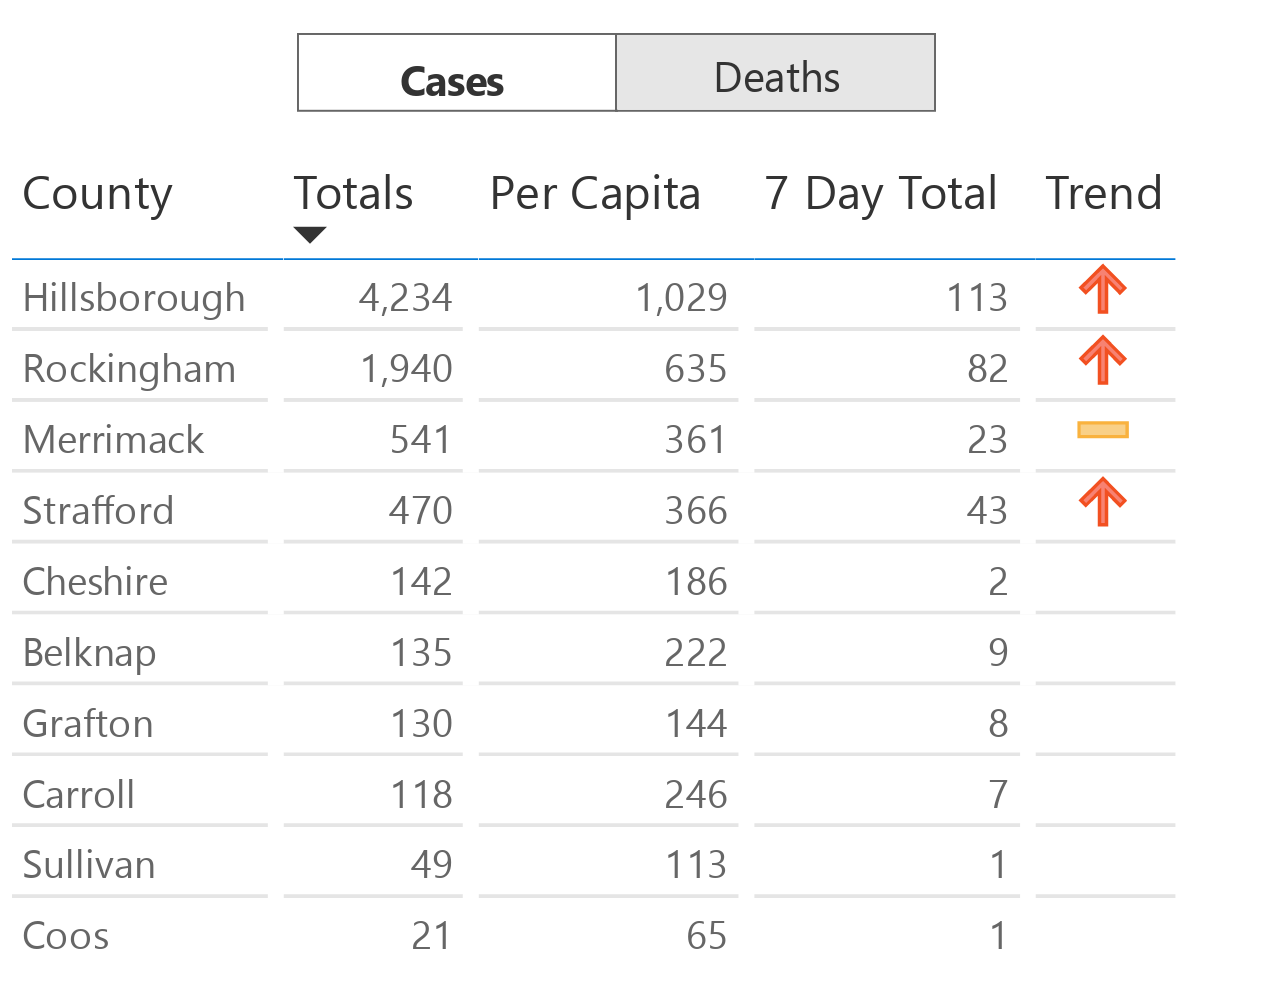 Cases Deaths
County Totals Per Capita 7 Day Total Trend
Hillsborough 4,234 1,029 113
Rockingham 1,940 635 82
Merrimack 541 361 23
Strafford 470 366 43
Cheshire 142 186 2
Belknap 135 222 9
Grafton 130 144 8
Carroll 118 246 7
Sullivan 49 113 1
Coos 21 65 1